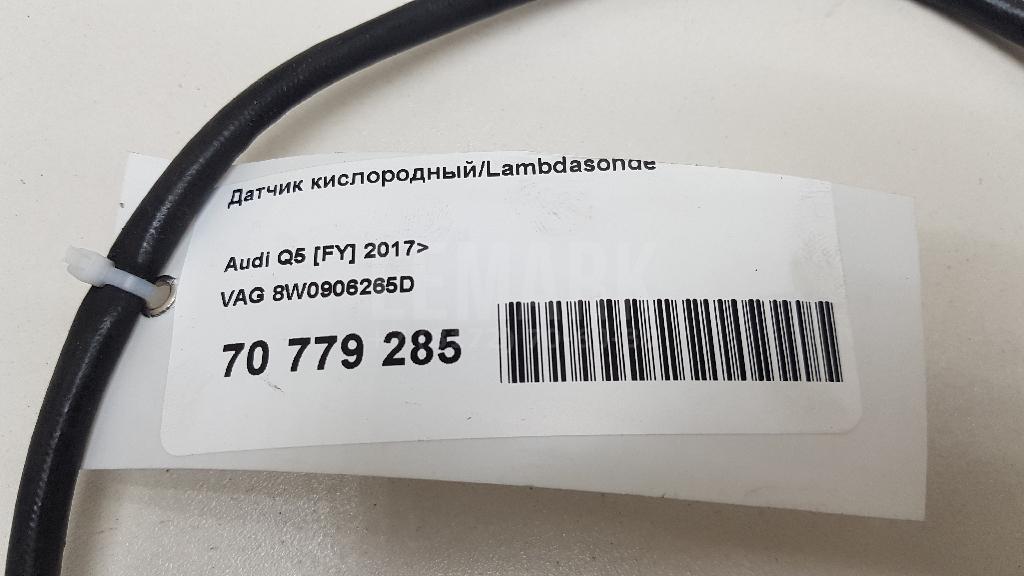 Датчик кислородный/Lambdasonde
Audi Q5 [FY] 2017>
VAG 8W0906265D
70 779 285